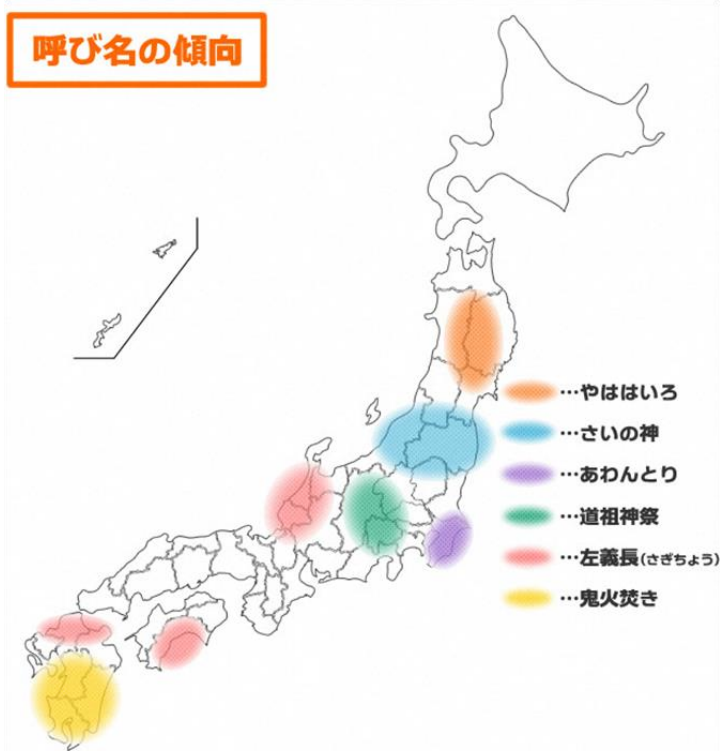 呼び名の傾向
…やははいろ
…さいの神
…あわんとり
…道祖神祭
…左義長(さぎちょう)
…鬼火焚き